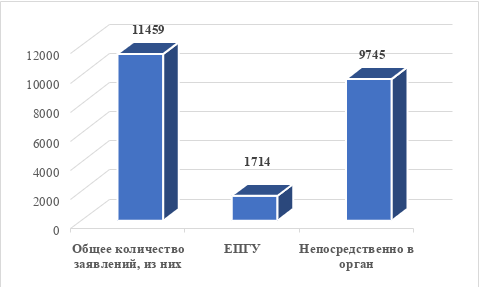 11459
9745
1714
12000
10000
8000
6000
4000
2000
0
Общее количество
заявлений, из них
ЕПГУ
Непосредственно в
орган